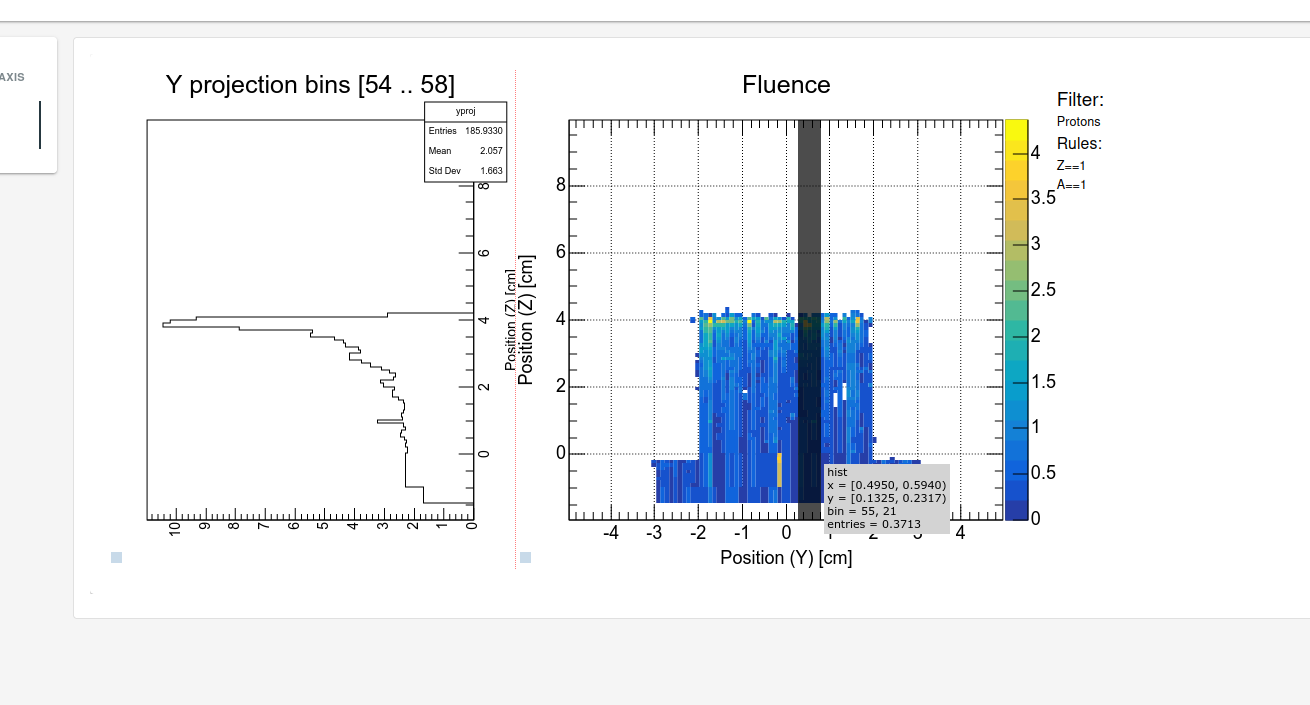 AXIS
Y projection bins [54 .. 58]
yproj
Entries 185.9330
Mean 2.057
Std Dev 1.663
8
6
4
2
0
Position (Z) [cm]
10 9 8 7 6 5 4 3 2 1 0
Fluence
8
6
4
2
0
Position (Z) [cm]
-4 -3 -2 -1 0 2 4
Position (Y) [cm]
hist
x = [0.4950, 0.5940)
y = [0.1325, 0.2317)
bin = 55, 21
entries = 0.3713
4
3.5
3
2.5
2
1.5
1
0.5
0
Filter:
Protons
Rules:
Z==1
A==1